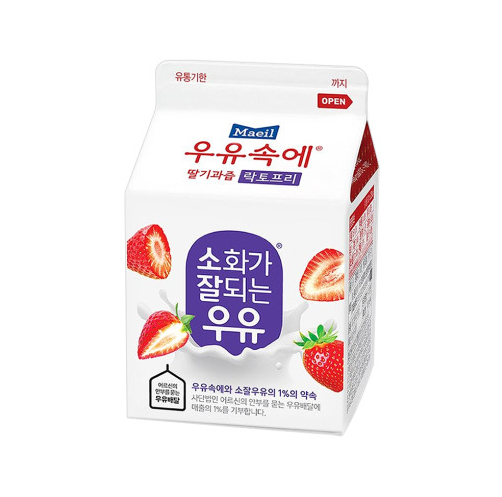 유통기한 까지
OPEN
Maeil
우유속에®
딸기과즙 락토프리
소화가®
잘되는
우유
어르신의
안부를 묻는
우유배달
우유속에와 소잘우유의 1%의 약속
사단법인 어르신의 안부를 묻는 우유배달에
매출의 1%를 기부합니다.